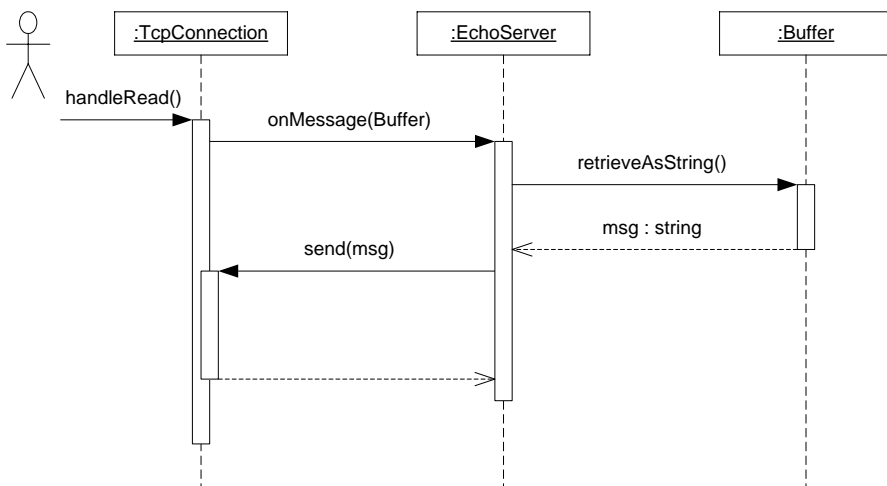 :TcpConnection
:EchoServer
:Buffer
handleRead()
onMessage(Buffer)
retrieveAsString()
msg : string
send(msg)